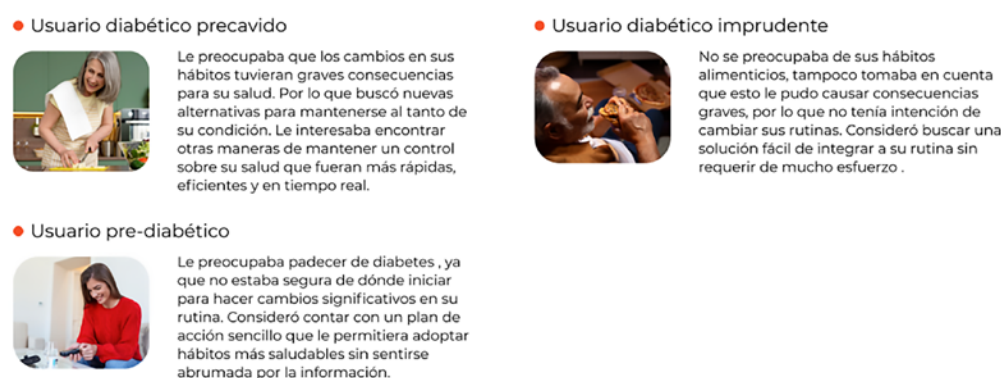 Usuario diabético precavido
Le preocupaba que los cambios en sus
hábitos tuvieran graves consecuencias
para su salud. Por lo que buscó nuevas
alternativas para mantenerse al tanto de
su condición. Le interesaba encontrar
otras maneras de mantener un control
sobre su salud que fueran más rápidas,
eficientes y en tiempo real.
Usuario diabético imprudente
No se preocupaba de sus hábitos
alimenticios, tampoco tomaba en cuenta
que esto le pudo causar consecuencias
graves, por lo que no tenía intención de
cambiar sus rutinas. Consideró buscar una
solución fácil de integrar a su rutina sin
requerir de mucho esfuerzo .
Usuario pre-diabético
Le preocupaba padecer de diabetes , ya
que no estaba segura de dónde iniciar
para hacer cambios significativos en su
rutina. Consideró contar con un plan de
acción sencillo que le permitiera adoptar
hábitos más saludables sin sentirse
abrumada por la información.